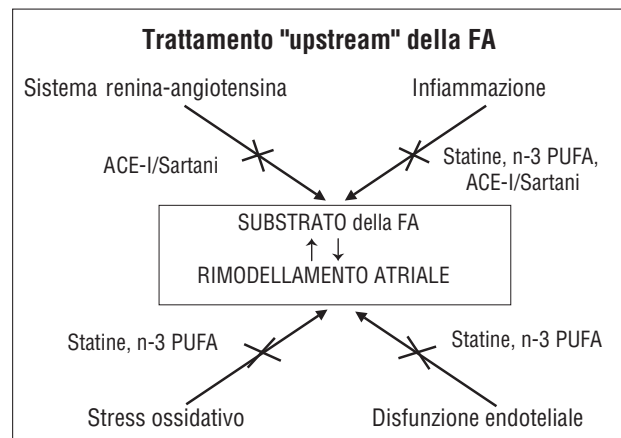 Trattamento "upstream" della FA
Sistema renina-angiotensina
Infiammazione
ACE-I/Sartani
Statine, n-3 PUFA,
ACE-I/Sartani
SUBSTRATO della FA
RIMODELLAMENTO ATRIALE
Statine, n-3 PUFA
Statine, n-3 PUFA
Stress ossidativo
Disfunzione endoteliale